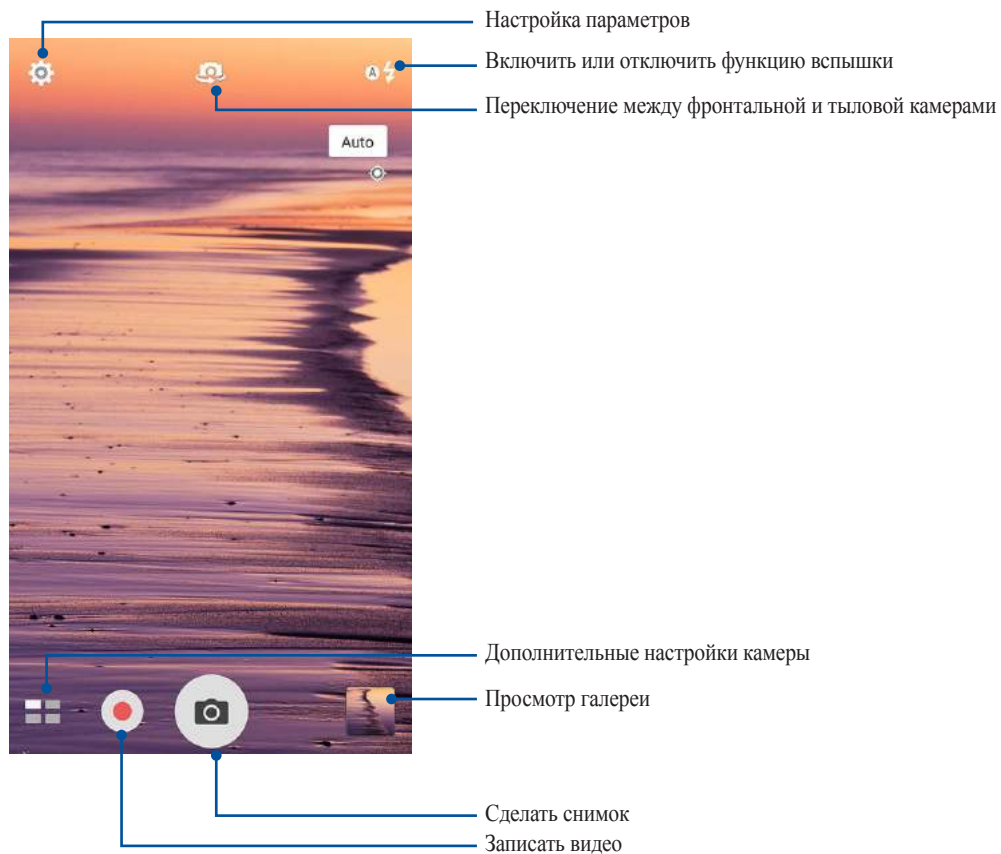 Настройка параметров
Включить или отключить функцию вспышки
Переключение между фронтальной и тыловой камерами
A
Auto
Дополнительные настройки камеры
Просмотр галереи
Сделать снимок
Записать видео